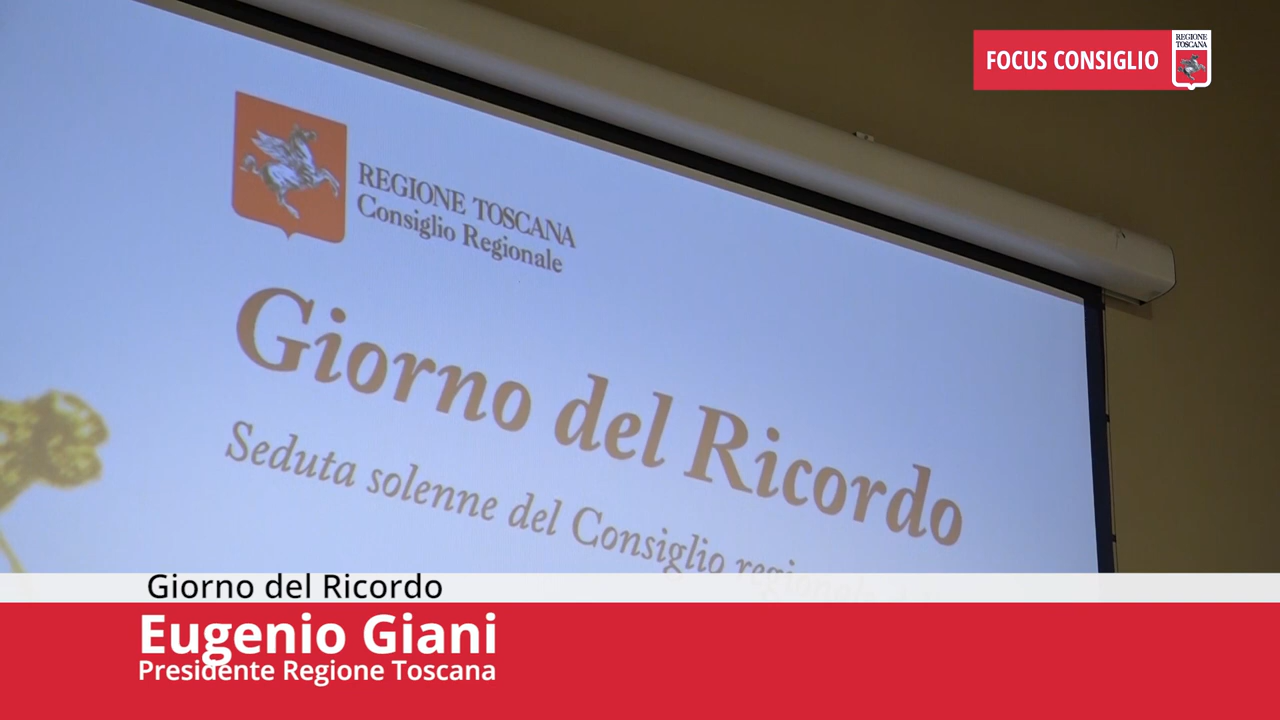 FOCUS CONSIGLIO
REGIONE
TOSCANA
REGIONE TOSCANA
Consiglio Regionale
Giorno del Ricordo
Seduta solenne del Consiglio regionale
Giorno del Ricordo
Eugenio Giani
Presidente Regione Toscana